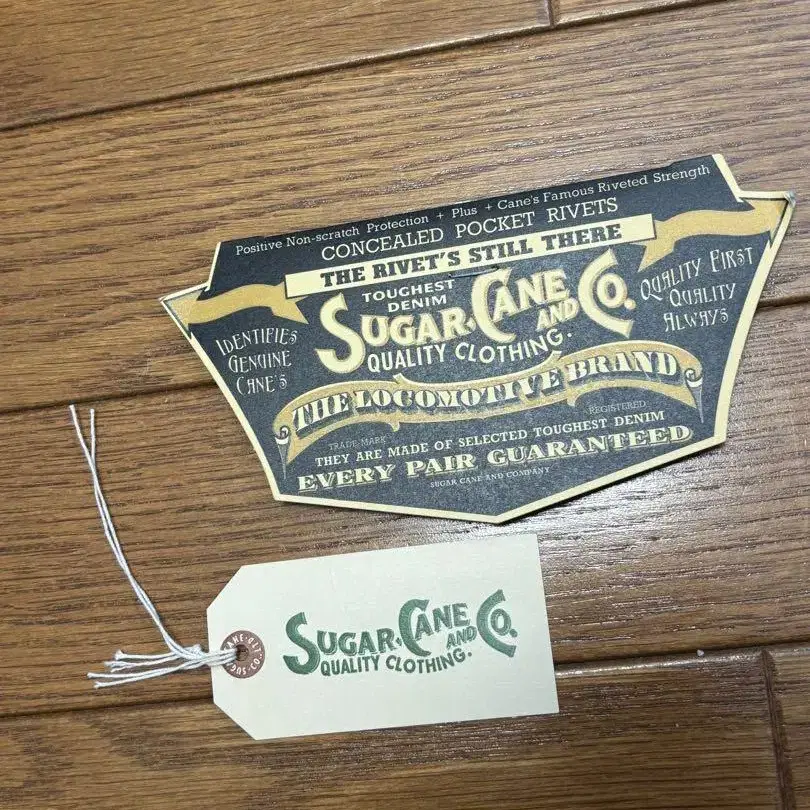 Positive Non-scratch Protection + Plus + Cane's Famous Riveted Strength
CONCEALED POCKET RIVETS
THE RIVET'S STILL THERE
TOUGHEST
DENIM
SUGAR CANE AND CO.
QUALITY CLOTHING.
IDENTIFIES
GENUINE
CANE'S
QUALITY FIRST
QUALITY
ALWAYS
THE LOCOMOTIVE BRAND
TRADE MARK
REGISTERED
THEY ARE MADE OF SELECTED TOUGHEST DENIM
EVERY PAIR GUARANTEED
SUGAR CANE AND COMPANY
SUGAR CANE AND CO.
QUALITY CLOTHING.